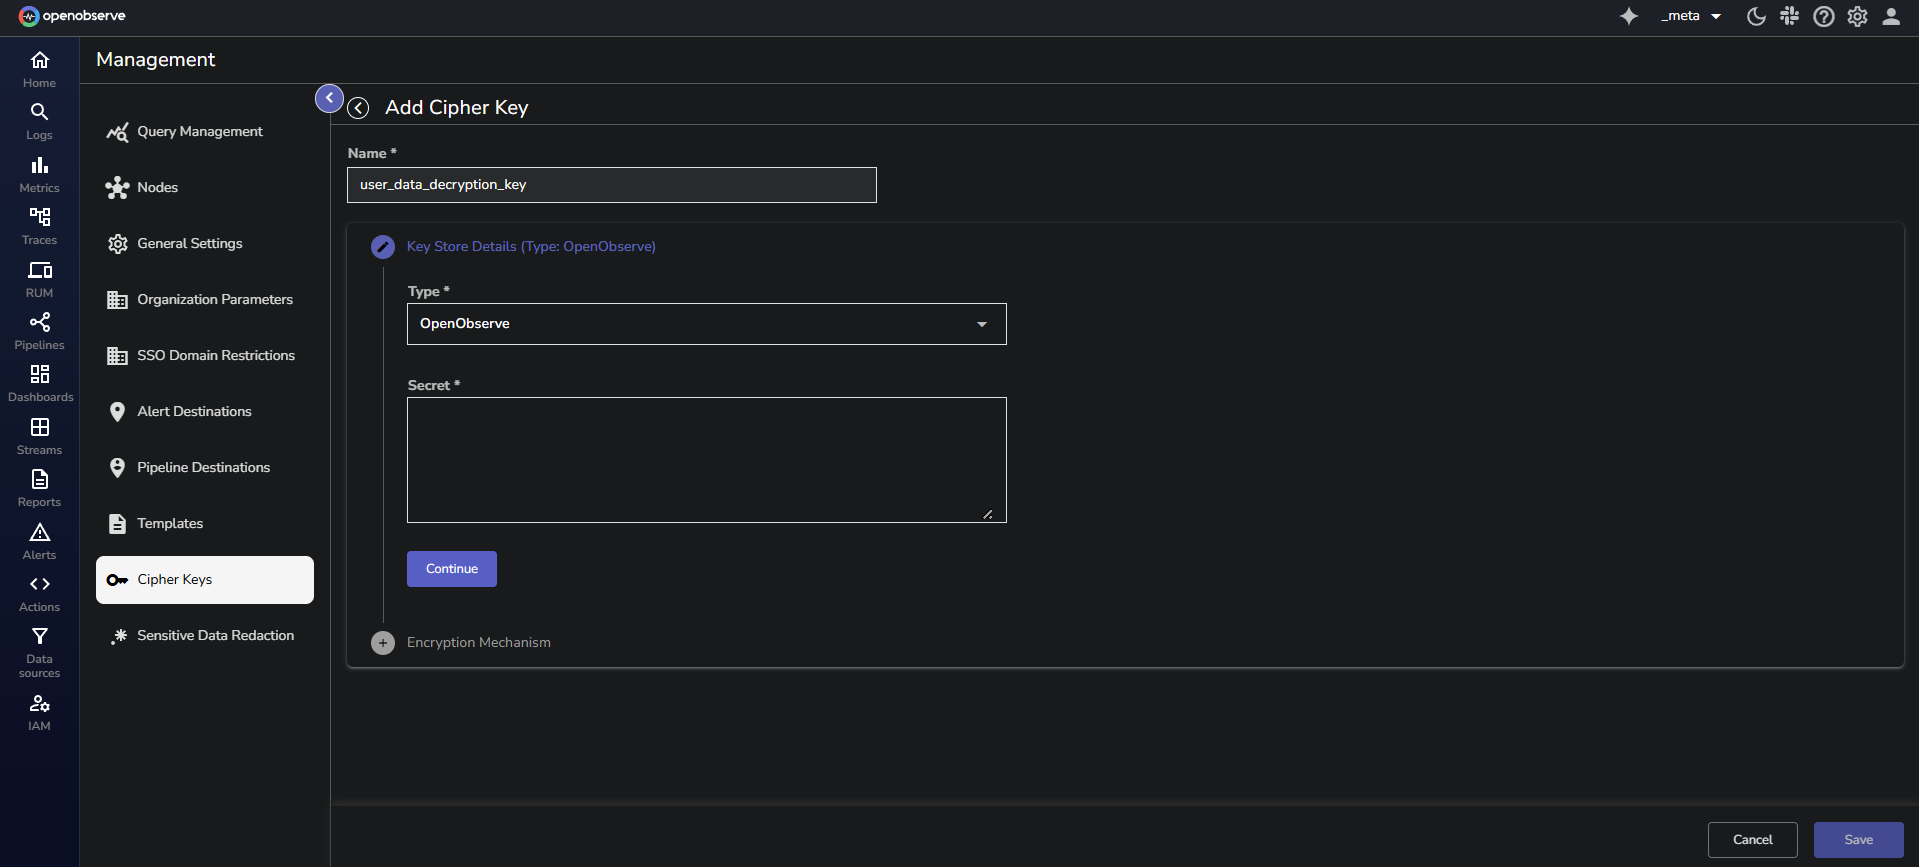 openobserve
_meta
Home
Logs
Metrics
Traces
RUM
Pipelines
Dashboards
Streams
Reports
Alerts
Actions
Data
sources
IAM
Management
Query Management
Nodes
General Settings
Organization Parameters
SSO Domain Restrictions
Alert Destinations
Pipeline Destinations
Templates
Cipher Keys
Sensitive Data Redaction
Add Cipher Key
Name *
user_data_decryption_key
Key Store Details (Type: OpenObserve)
Type *
OpenObserve
Secret *
Continue
Encryption Mechanism
Cancel
Save